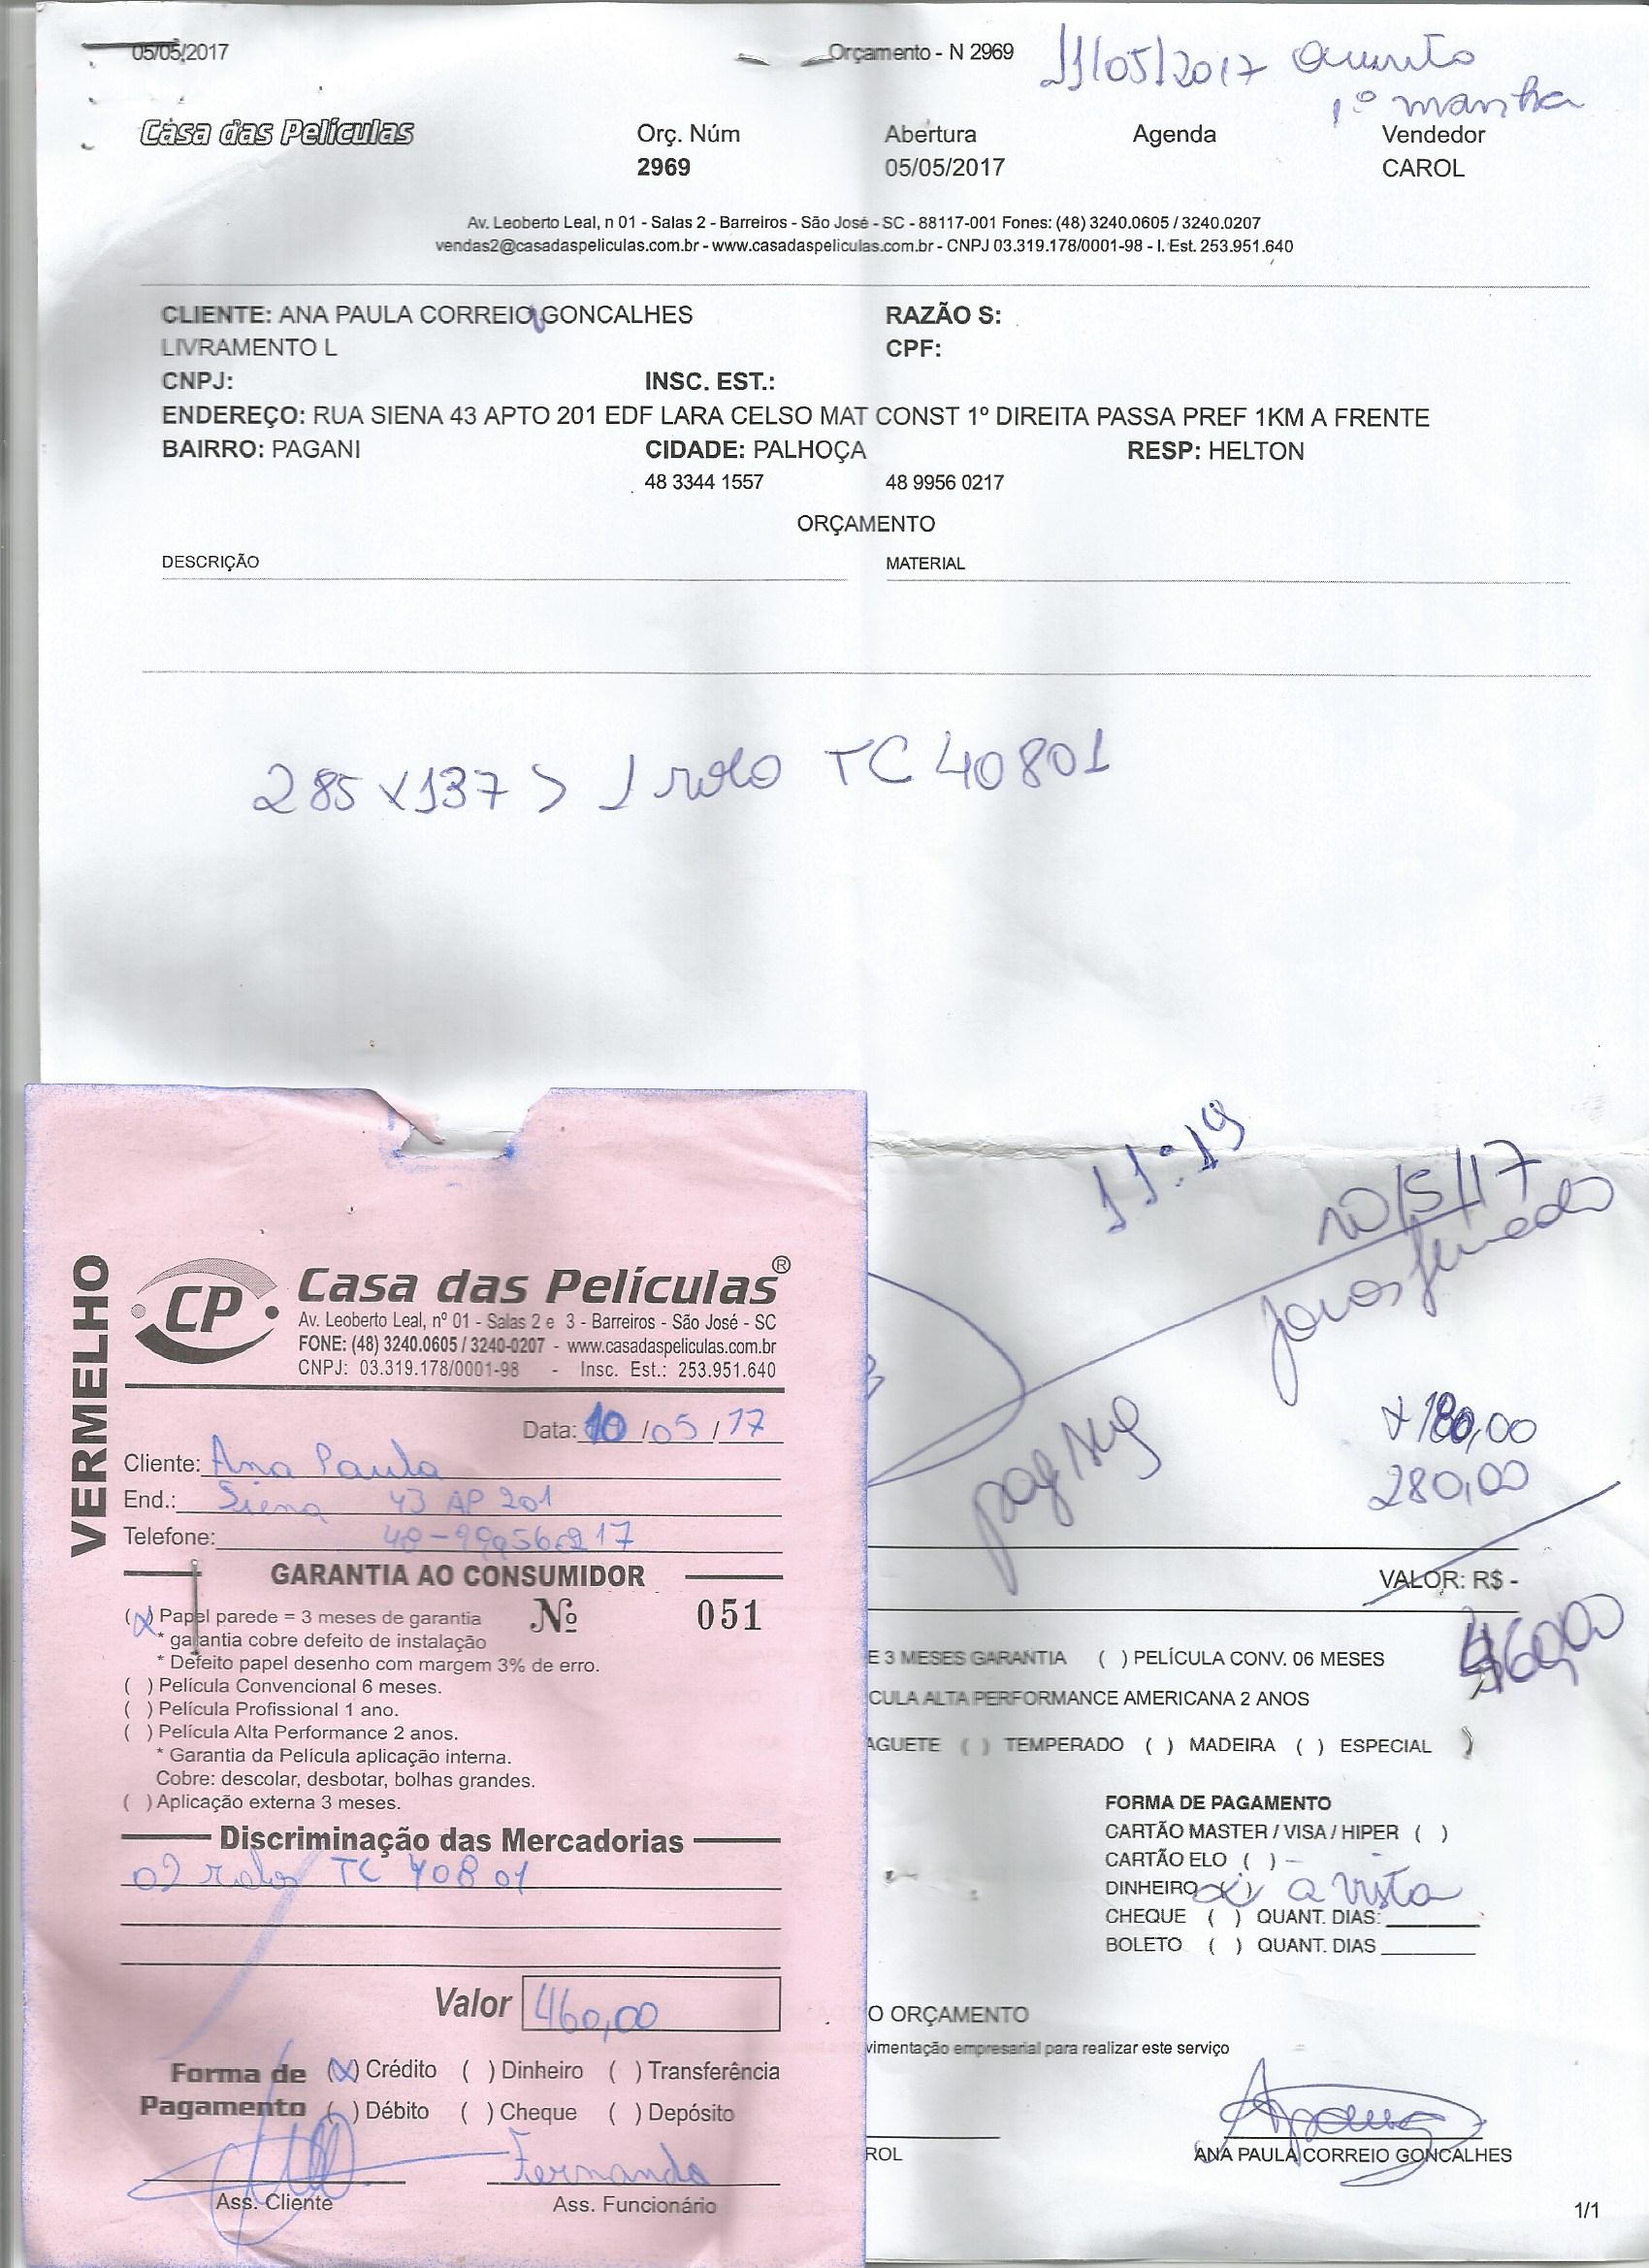 05/05/2017
Orçamento - N 2969
11/05/2017 Quinta
1º manha
Casa das Películas
Orç. Núm
Abertura
Agenda
Vendedor
2969
05/05/2017
CAROL
Av. Leoberto Leal, n 01 - Salas 2 - Barreiros - São José - SC - 88117-001 Fones: (48) 3240.0605 / 3240.0207
vendas2@casadaspeliculas.com.br - www.casadaspeliculas.com.br - CNPJ 03.319.178/0001-98 - I. Est. 253.951.640
CLIENTE: ANA PAULA CORREIO GONCALHES
RAZÃO S:
LIVRAMENTO L
CPF:
CNPJ:
INSC. EST.:
ENDEREÇO: RUA SIENA 43 APTO 201 EDF LARA CELSO MAT CONST 1º DIREITA PASSA PREF 1KM A FRENTE
BAIRRO: PAGANI
CIDADE: PALHOÇA
RESP: HELTON
48 3344 1557
48 9956 0217
ORÇAMENTO
DESCRIÇÃO
MATERIAL
285 x 137 > 1 rolo TC 40801
11:19
10/5/17
180,00
280,00
VALOR: R$ -
460,00
E 3 MESES GARANTIA ( ) PELÍCULA CONV. 06 MESES
CULA ALTA PERFORMANCE AMERICANA 2 ANOS
AGUETE ( ) TEMPERADO ( ) MADEIRA ( ) ESPECIAL
FORMA DE PAGAMENTO
CARTÃO MASTER / VISA / HIPER ( )
CARTÃO ELO ( )
DINHEIRO (x) a vista
CHEQUE ( ) QUANT. DIAS:
BOLETO ( ) QUANT. DIAS
O ORÇAMENTO
vimentação empresarial para realizar este serviço
ROL
ANA PAULA CORREIO GONCALHES
1/1
VERMELHO
CP
Casa das Películas®
Av. Leoberto Leal, nº 01 - Salas 2 e 3 - Barreiros - São José - SC
FONE: (48) 3240.0605 / 3240-0207 - www.casadaspeliculas.com.br
CNPJ: 03.319.178/0001-98 - Insc. Est.: 253.951.640
Data: 10/05/17
Cliente: Ana Paula
End.: Siena 43 AP 201
Telefone: 48-99956217
GARANTIA AO CONSUMIDOR
(x) Papel parede = 3 meses de garantia
Nº 051
* garantia cobre defeito de instalação
* Defeito papel desenho com margem 3% de erro.
( ) Película Convencional 6 meses.
( ) Película Profissional 1 ano.
( ) Película Alta Performance 2 anos.
* Garantia da Película aplicação interna.
Cobre: descolar, desbotar, bolhas grandes.
( ) Aplicação externa 3 meses.
Discriminação das Mercadorias
02 rolos TC 40801
Valor 460,00
Forma de Pagamento
(x) Crédito ( ) Dinheiro ( ) Transferência
( ) Débito ( ) Cheque ( ) Depósito
Fernando
Ass. Cliente
Ass. Funcionário